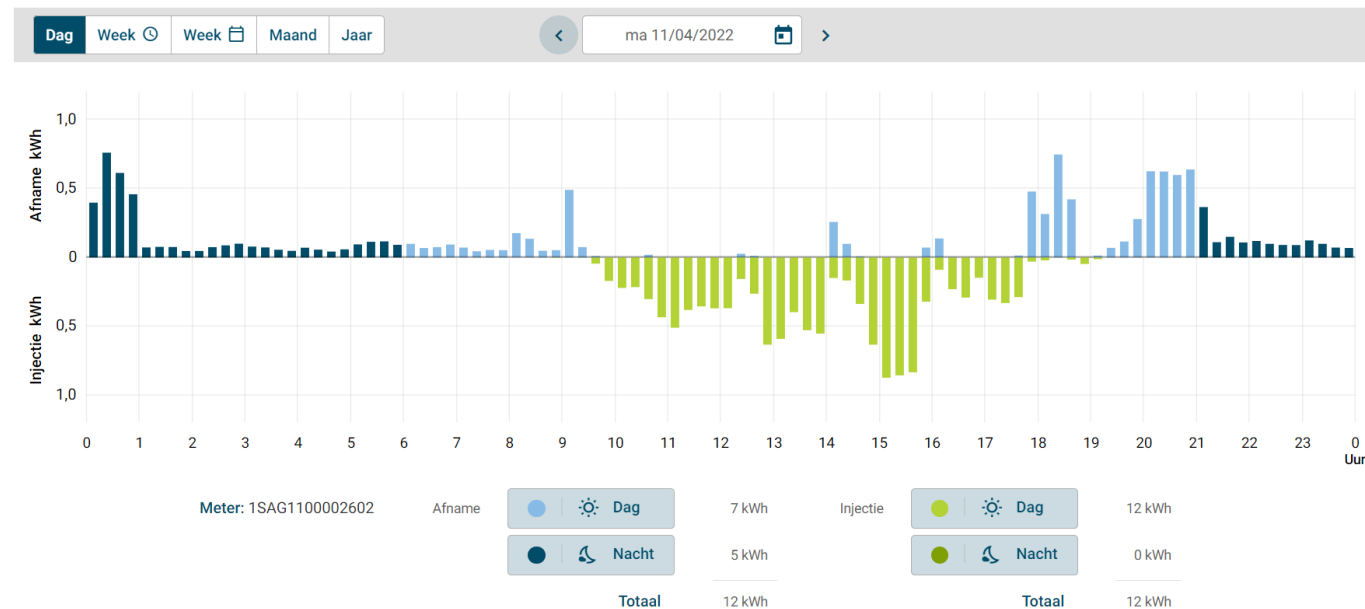 Dag Week Week Maand Jaar ma 11/04/2022
1,0
0,5
0
0,5
1,0
Afname kWh
Injectie kWh
0 1 2 3 4 5 6 7 8 9 10 11 12 13 14 15 16 17 18 19 20 21 22 23 0
Uur
Meter: 1SAG1100002602 Afname Dag 7 kWh Injectie Dag 12 kWh
Nacht 5 kWh Nacht 0 kWh
Totaal 12 kWh Totaal 12 kWh